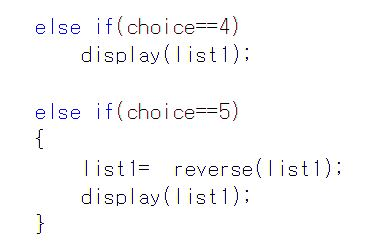 else if(choice==4)
    display(list1);

else if(choice==5)
{
    list1=  reverse(list1);
    display(list1);
}